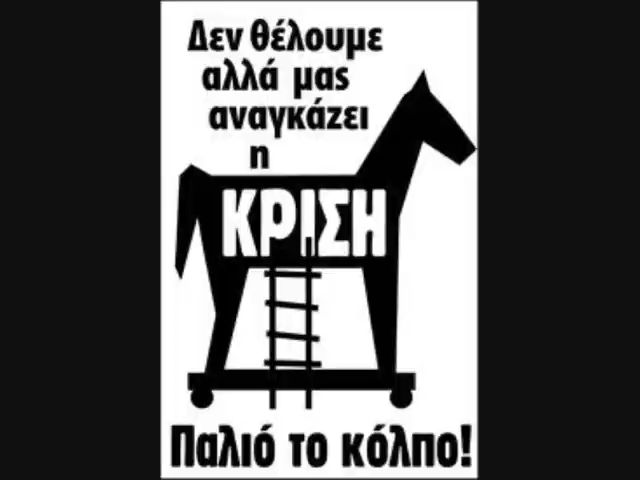 Δεν θέλουμε
αλλά μας
αναγκάζει
η
ΚΡΙΣΗ
Παλιό το κόλπο!